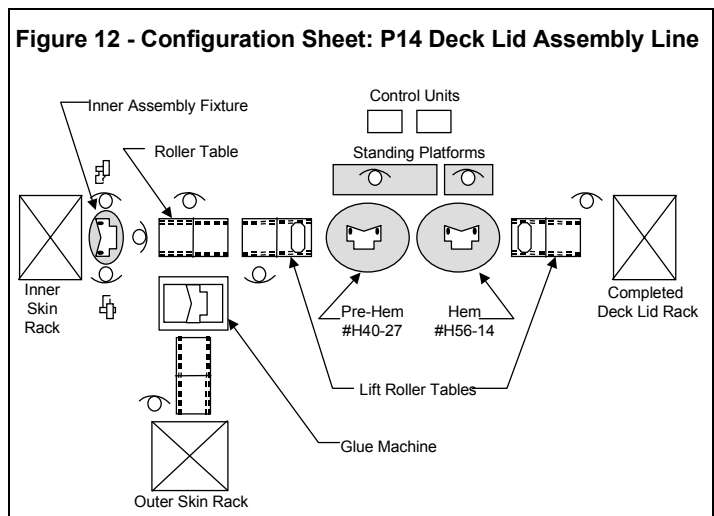 Figure 12 - Configuration Sheet: P14 Deck Lid Assembly Line
Inner Assembly Fixture
Control Units
Roller Table
Standing Platforms
Inner
Skin
Rack
Pre-Hem
#H40-27
Hem
#H56-14
Completed
Deck Lid Rack
Lift Roller Tables
Glue Machine
Outer Skin Rack